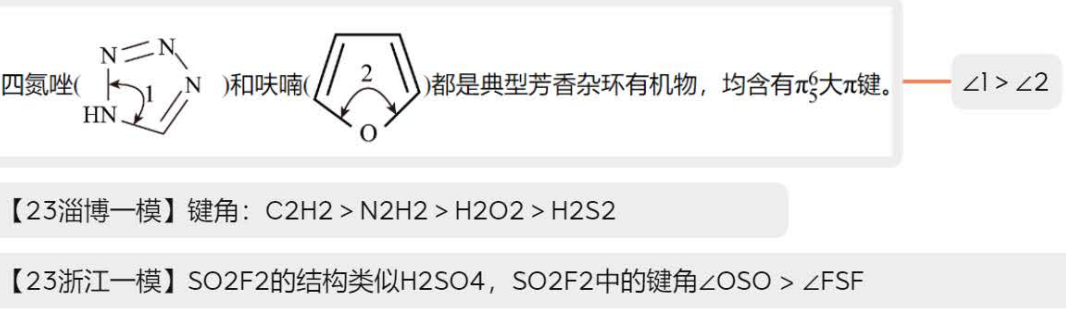 四氮唑(N=N N HN 1)和呋喃(2 O)都是典型芳香杂环有机物，均含有π₅⁶大π键。 ∠1 > ∠2
【23淄博一模】键角：C2H2 > N2H2 > H2O2 > H2S2
【23浙江一模】SO2F2的结构类似H2SO4，SO2F2中的键角∠OSO > ∠FSF